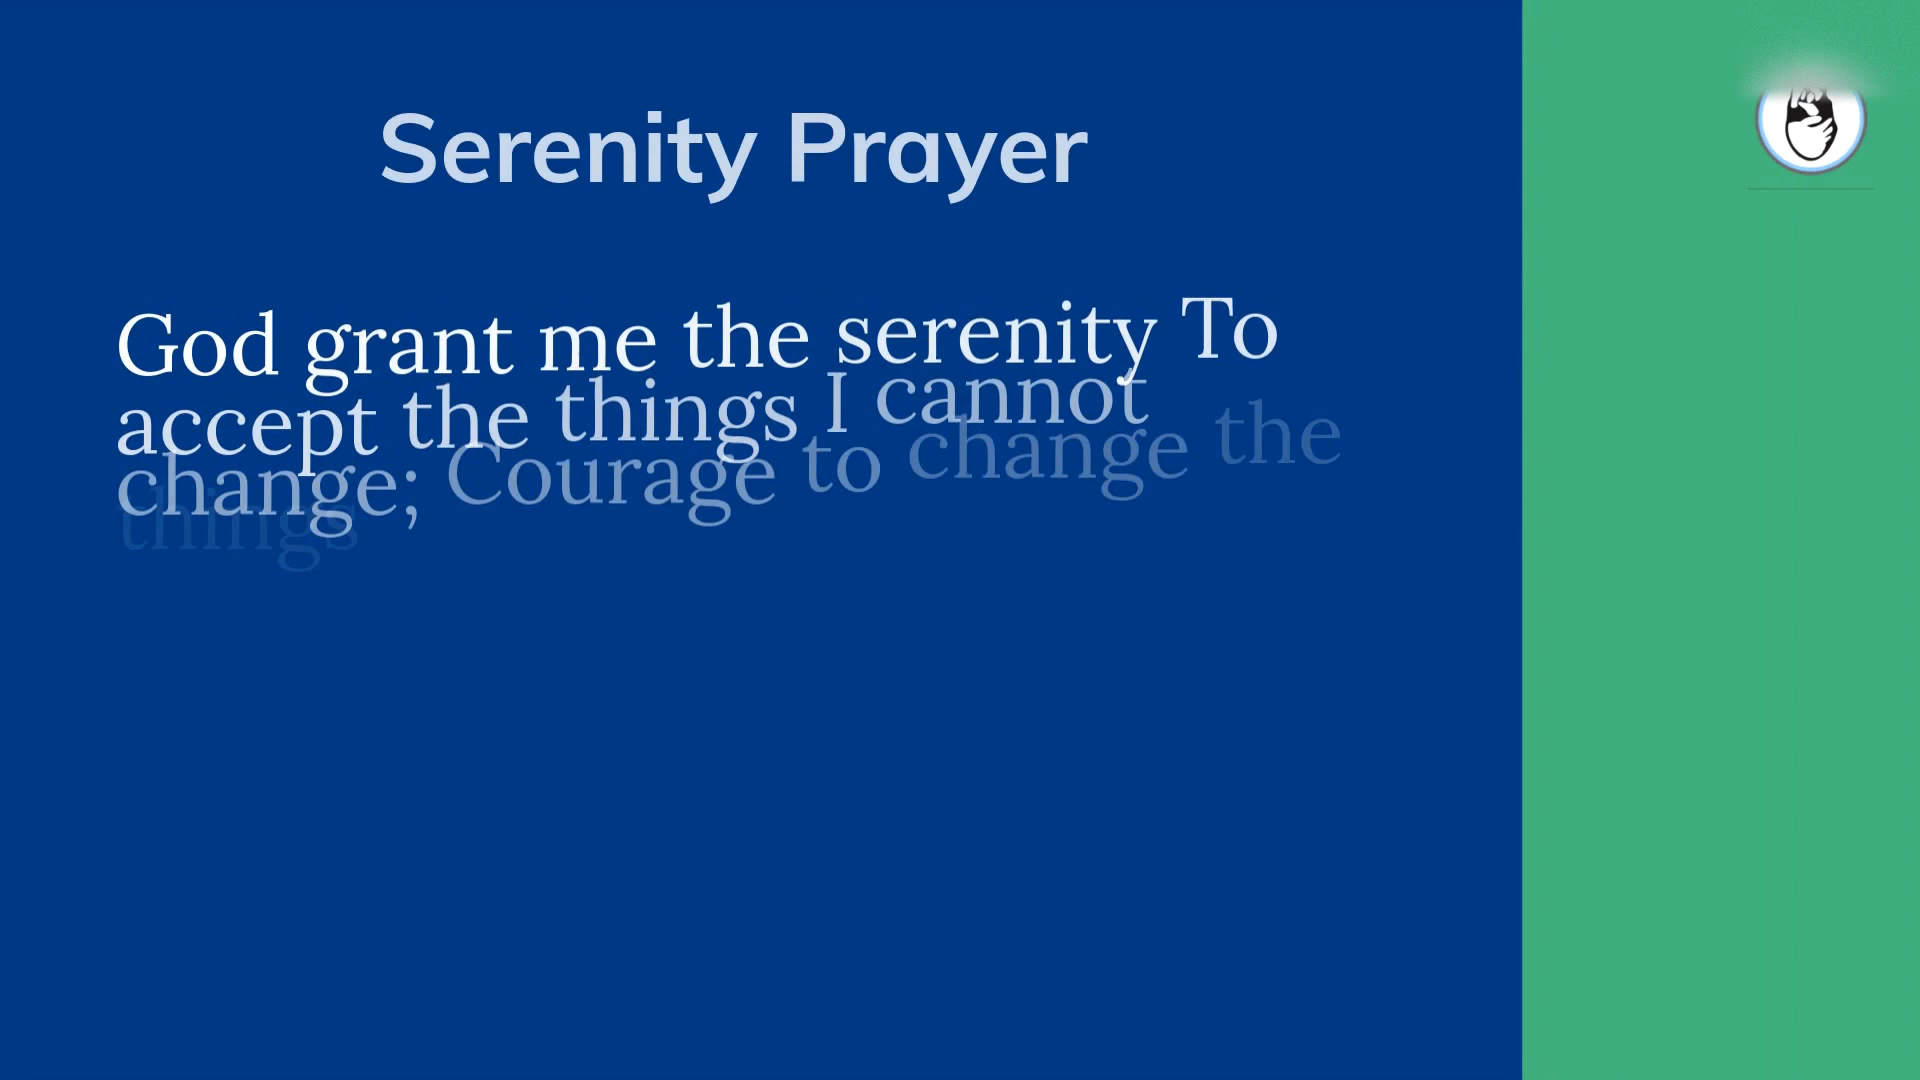 Serenity Prayer
God grant me the serenity To
accept the things I cannot
change; Courage to change the
things